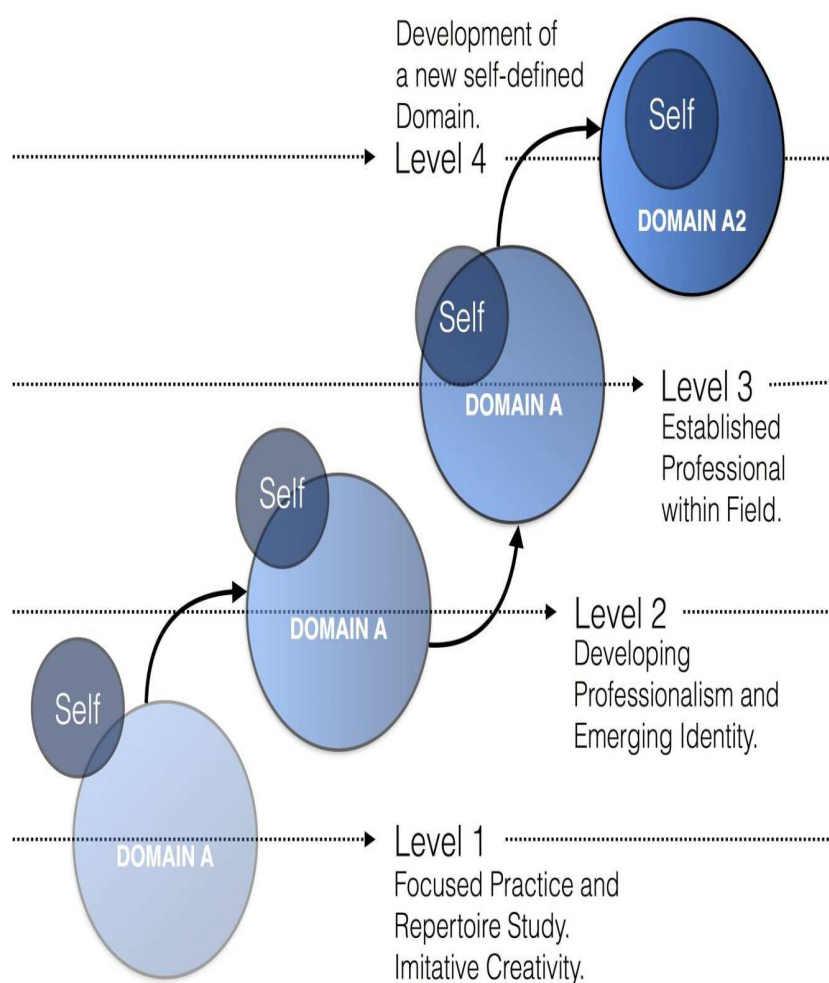 Development of
a new self-defined
Domain.
Level 4
Self
DOMAIN A2
Self
DOMAIN A
Level 3
Established
Professional
within Field.
Self
DOMAIN A
Level 2
Developing
Professionalism and
Emerging Identity.
Self
DOMAIN A
Level 1
Focused Practice and
Repertoire Study.
Imitative Creativity.